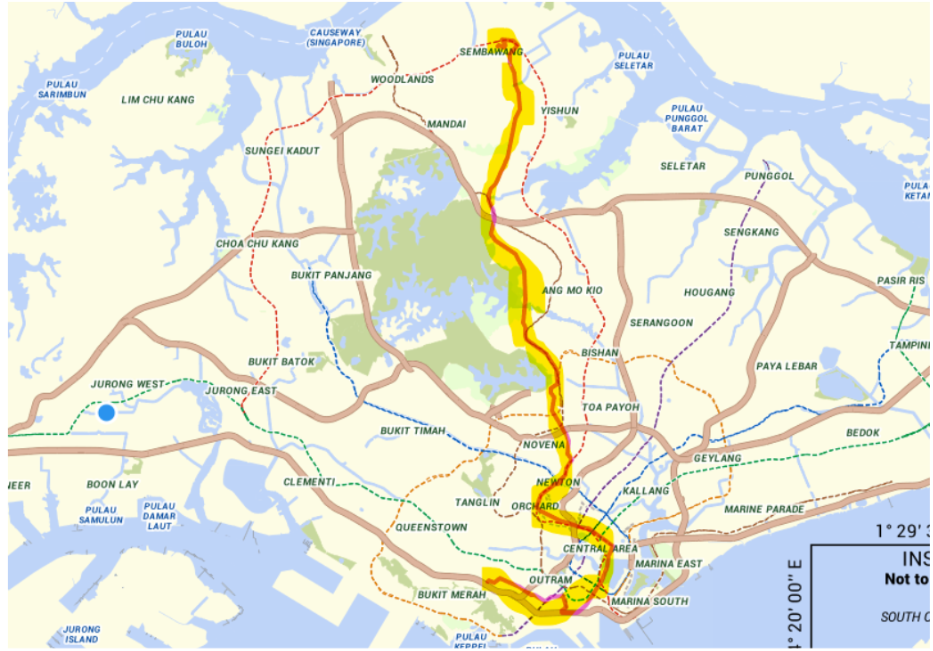 CAUSEWAY
(SINGAPORE)
PULAU
BULOH
SEMBAWANG
PULAU
SELETAR
WOODLANDS
PULAU
SARIMBUN
LIM CHU KANG
YISHUN
PULAU
PUNGGOL
BARAT
MANDAI
SUNGEI KADUT
SELETAR
PUNGGOL
PULA
KETA
SENGKANG
CHOA CHU KANG
BUKIT PANJANG
PASIR RIS
ANG MO KIO
HOUGANG
SERANGOON
TAMPINE
BISHAN
BUKIT BATOK
PAYA LEBAR
JURONG WEST
JURONG EAST
TOA PAYOH
BUKIT TIMAH
BEDOK
NOVENA
GEYLANG
CLEMENTI
NEWTON
BOON LAY
NEER
KALLANG
TANGLIN
ORCHARD
MARINE PARADE
PULAU
SAMULUN
PULAU
DAMAR
LAUT
QUEENSTOWN
1° 29' 3
CENTRAL AREA
MARINA EAST
INS
Not to
OUTRAM
BUKIT MERAH
MARINA SOUTH
4° 20' 00" E
SOUTH C
JURONG
ISLAND
PULAU
KEPPEL
PULAU